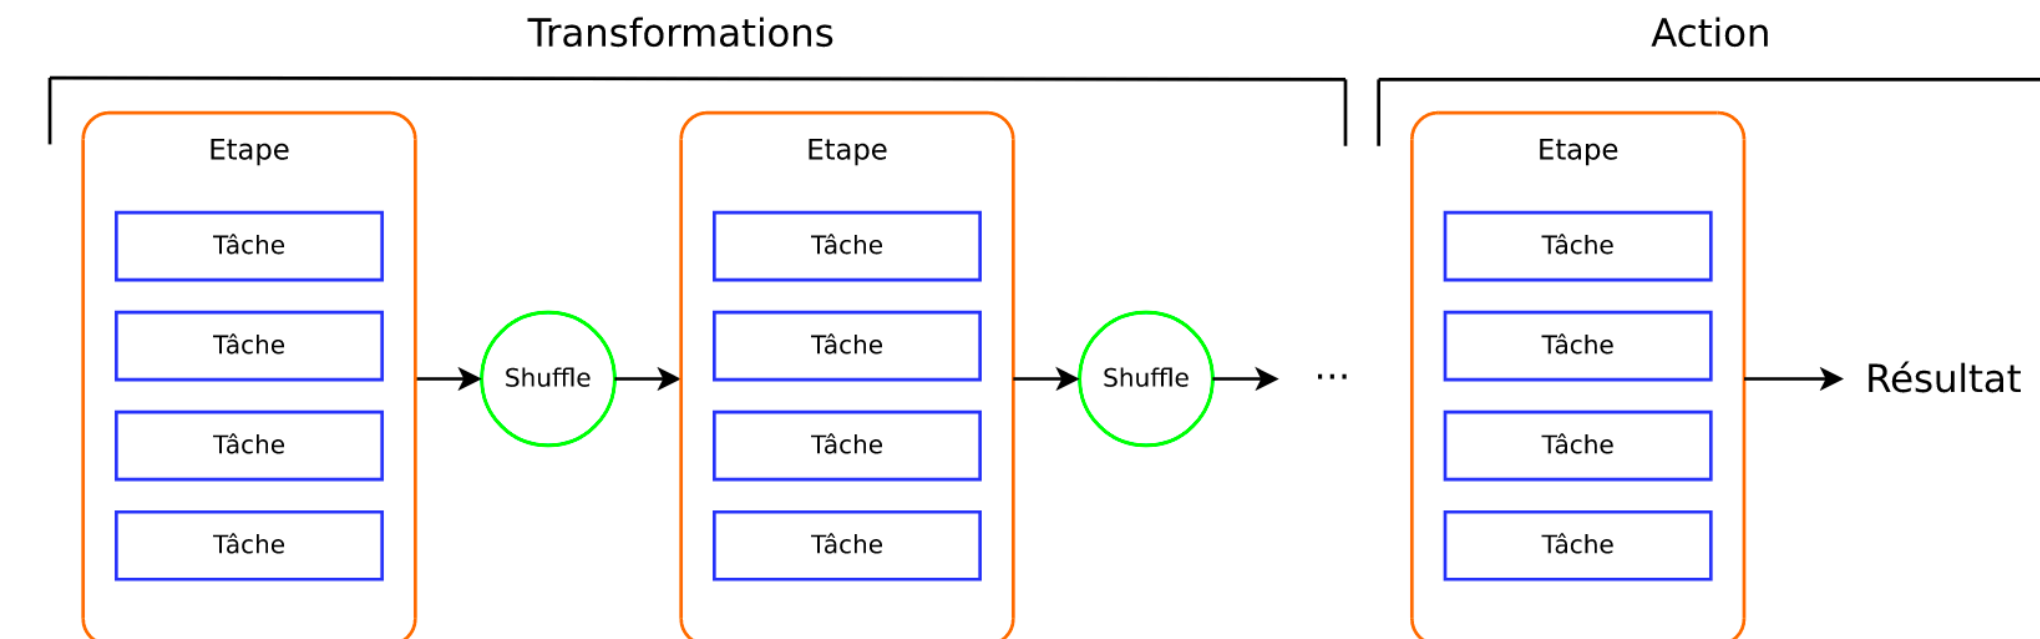 Transformations
Action
Etape
Tâche
Tâche
Tâche
Tâche
Shuffle
Etape
Tâche
Tâche
Tâche
Tâche
Shuffle
...
Etape
Tâche
Tâche
Tâche
Tâche
Résultat